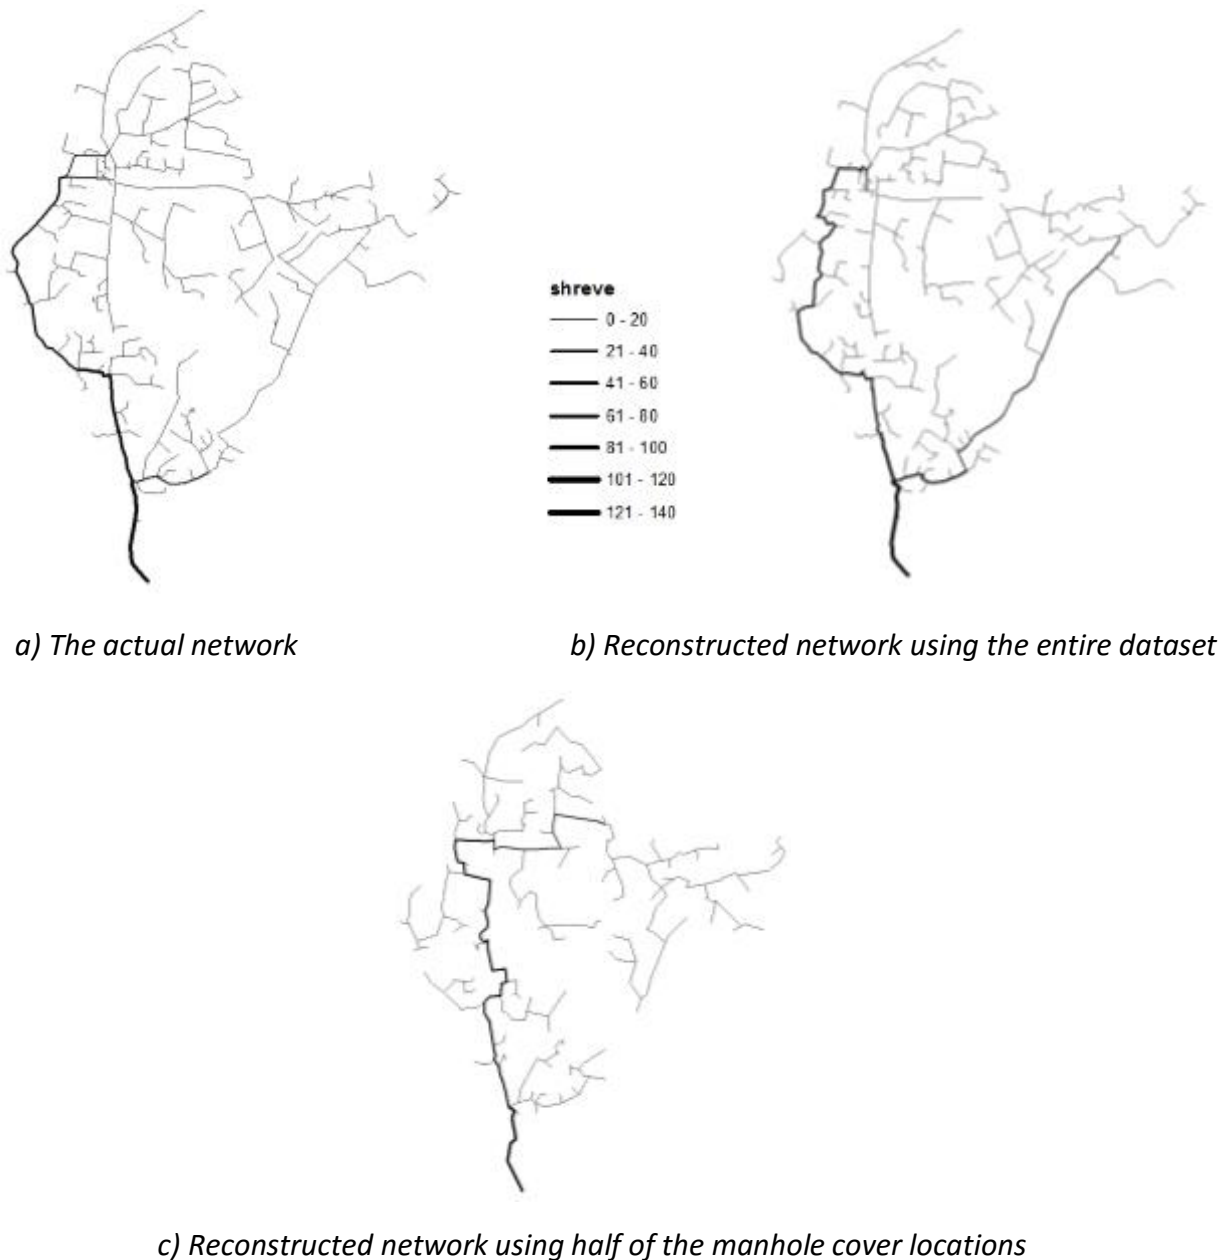 shreve
0 - 20
21 - 40
41 - 60
61 - 80
81 - 100
101 - 120
121 - 140
a) The actual network
b) Reconstructed network using the entire dataset
c) Reconstructed network using half of the manhole cover locations